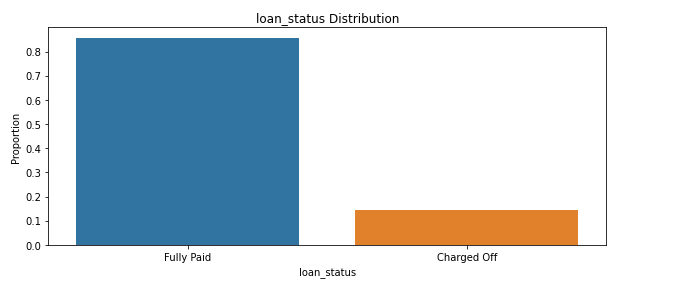 loan_status Distribution
Proportion
0.8
0.7
0.6
0.5
0.4
0.3
0.2
0.1
0.0
Fully Paid
Charged Off
loan_status